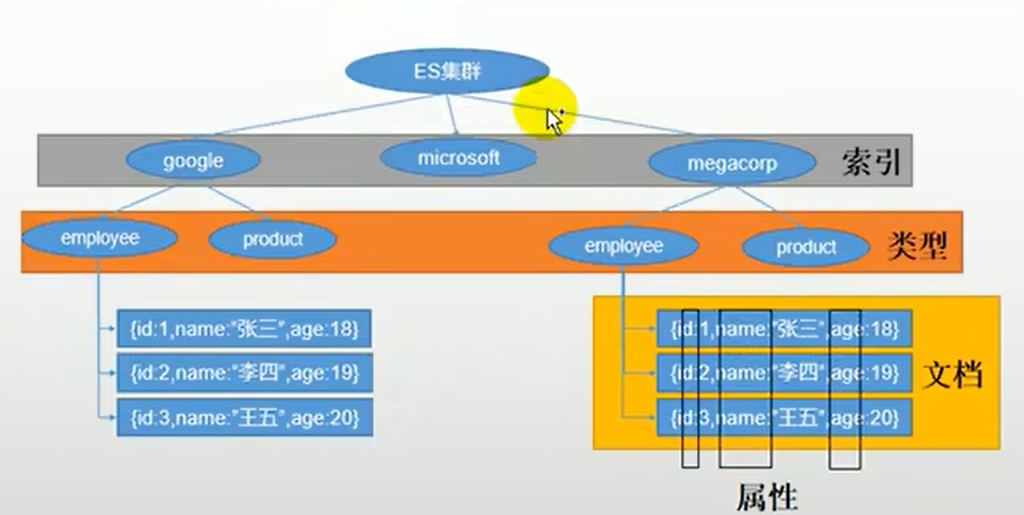 ES集群
google
microsoft
megacorp
索引
employee
product
employee
product
类型
{id:1,name:"张三",age:18}
{id:2,name:"李四",age:19}
{id:3,name:"王五",age:20}
{id:1,name:"张三",age:18}
{id:2,name:"李四",age:19}
{id:3,name:"王五",age:20}
文档
属性